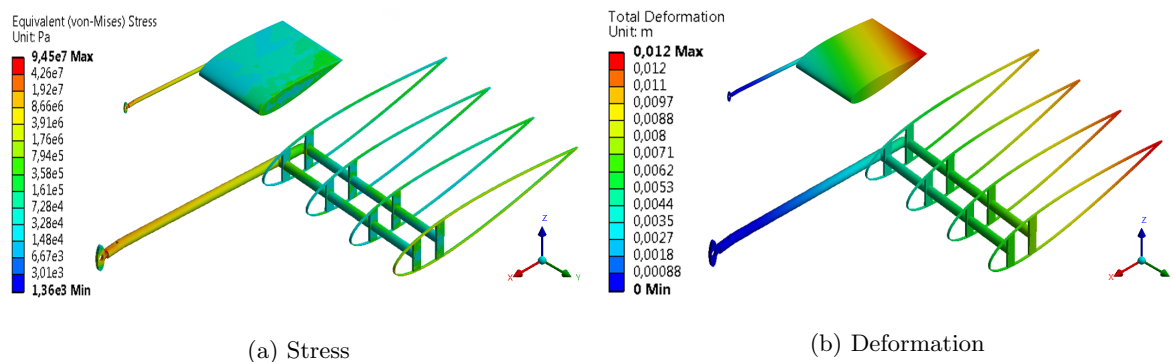 Equivalent (von-Mises) Stress
Unit: Pa
9,45e7 Max
4,26e7
1,92e7
8,66e6
3,91e6
1,76e6
7,94e5
3,58e5
1,61e5
7,28e4
3,28e4
1,48e4
6,67e3
3,01e3
1,36e3 Min
Z
X
Y
(a) Stress
Total Deformation
Unit: m
0,012 Max
0,012
0,011
0,0097
0,0088
0,008
0,0071
0,0062
0,0053
0,0044
0,0035
0,0027
0,0018
0,00088
0 Min
Z
X
Y
(b) Deformation